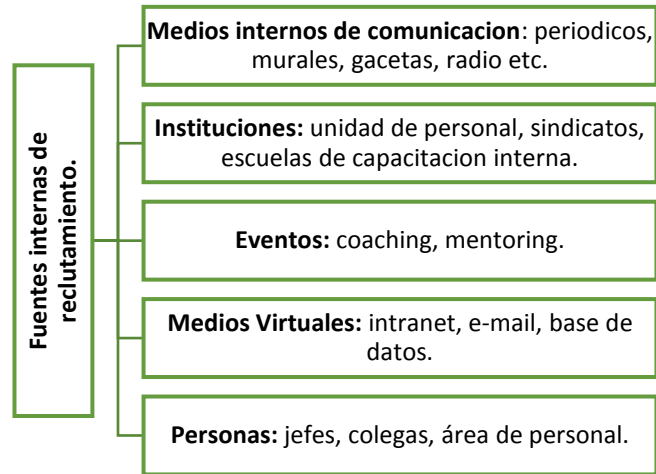 Fuentes internas de
reclutamiento.
Medios internos de comunicacion: periodicos,
murales, gacetas, radio etc.
Instituciones: unidad de personal, sindicatos,
escuelas de capacitacion interna.
Eventos: coaching, mentoring.
Medios Virtuales: intranet, e-mail, base de
datos.
Personas: jefes, colegas, área de personal.